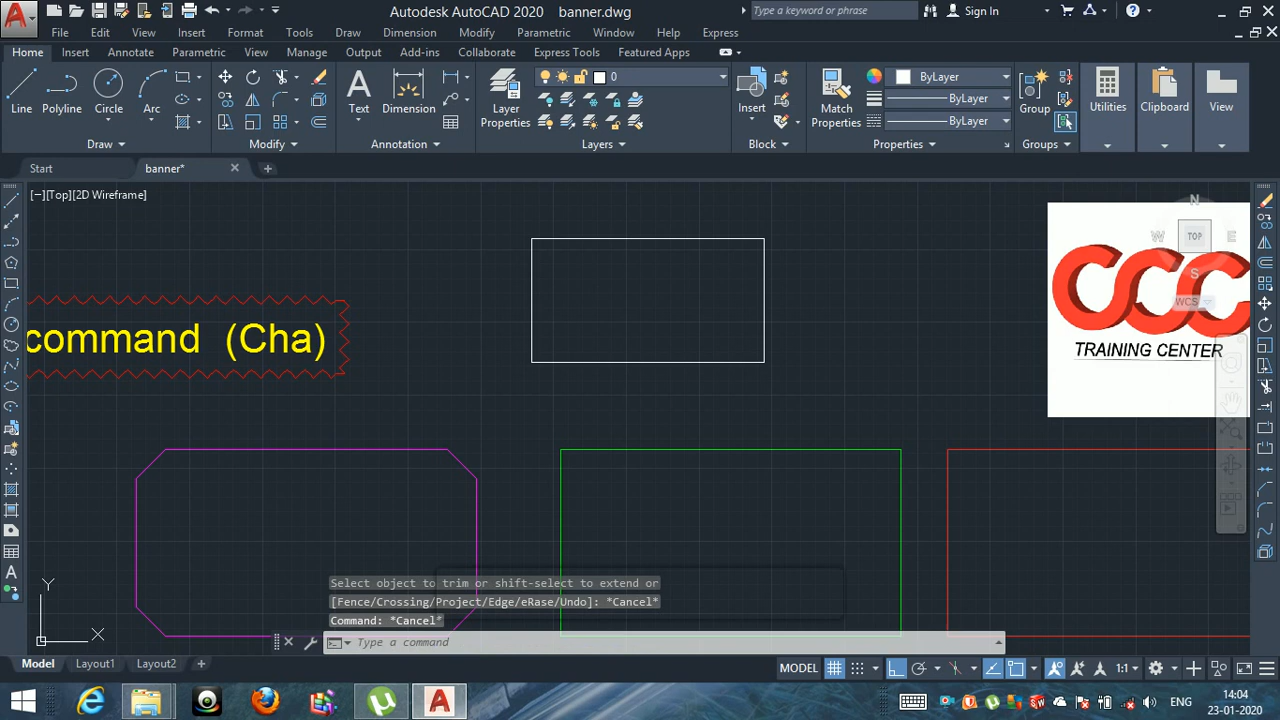 Autodesk AutoCAD 2020 banner.dwg
Type a keyword or phrase
Sign In
File Edit View Insert Format Tools Draw Dimension Modify Parametric Window Help Express
Home Insert Annotate Parametric View Manage Output Add-ins Collaborate Express Tools Featured Apps
Line Polyline Circle Arc
Text Dimension
Layer Properties
0
Insert
Match Properties
ByLayer
ByLayer
ByLayer
Group
Utilities Clipboard View
Draw Modify Annotation Layers Block Properties Groups
Start banner*
[−][Top][2D Wireframe]
N
W TOP E
S
WCS
CCC
TRAINING CENTER
command (Cha)
Select object to trim or shift-select to extend or
[Fence/Crossing/Project/Edge/eRase/Undo]: *Cancel*
Command: *Cancel*
Type a command
Y
X
Model Layout1 Layout2
MODEL
1:1
ENG
14:04
23-01-2020